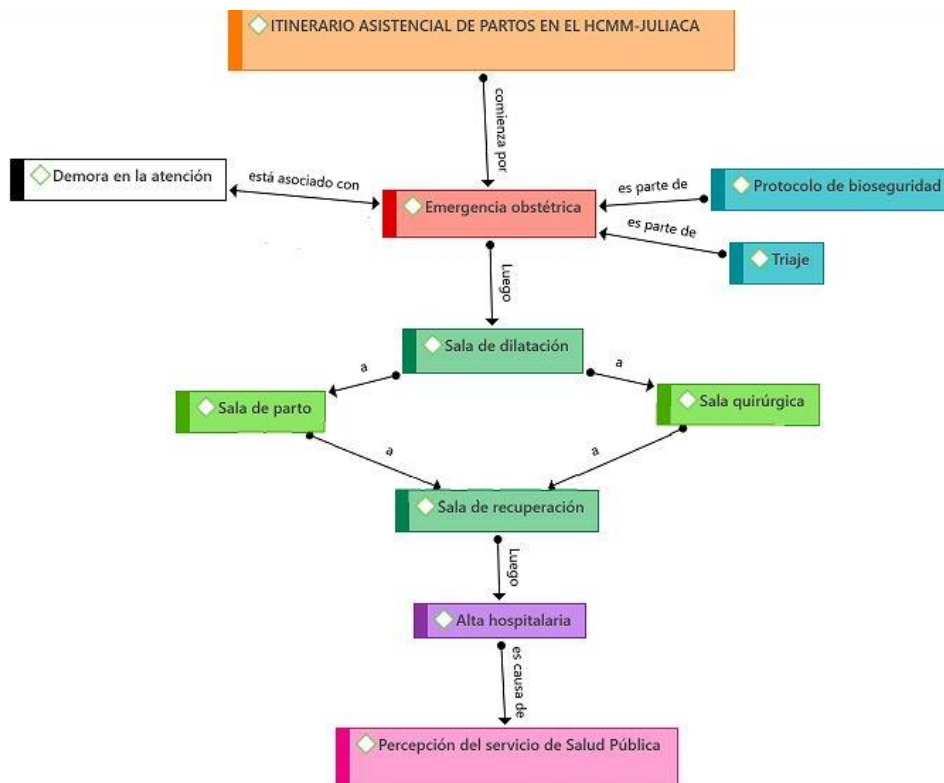 ITINERARIO ASISTENCIAL DE PARTOS EN EL HCMM-JULIACA
comienza por
Demora en la atención
está asociado con
Emergencia obstétrica
es parte de
Protocolo de bioseguridad
es parte de
Triaje
Luego
Sala de dilatación
a
a
Sala de parto
Sala quirúrgica
a
a
Sala de recuperación
Luego
Alta hospitalaria
es causa de
Percepción del servicio de Salud Pública